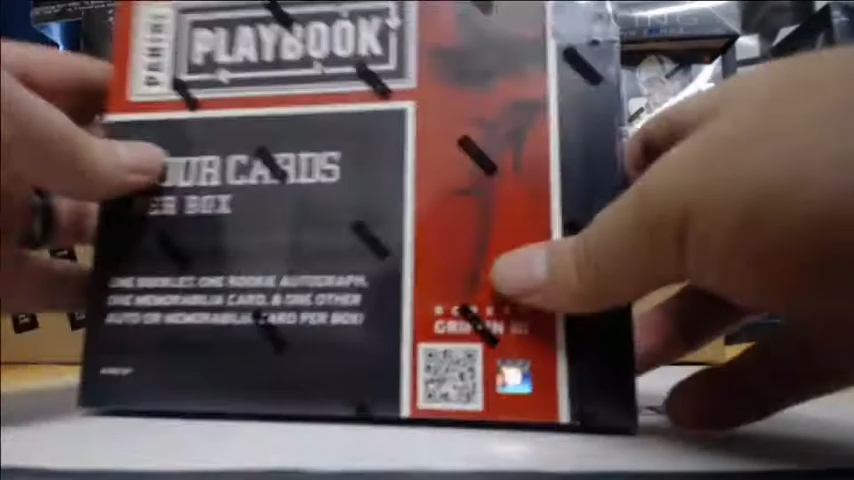 PANINI
PLAYBOOK
OUR CARDS
ER BOX
ONE BOOKLET, ONE ROOKIE AUTOGRAPH,
ONE MEMORABILIA CARD, & ONE OTHER
AUTO OR MEMORABILIA CARD PER BOX!